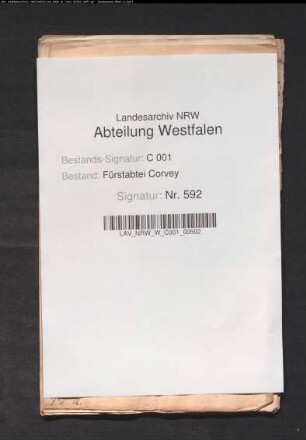 Landesarchiv NRW
Abteilung Westfalen
Bestands-Signatur: C 001
Bestand: Fürstabtei Corvey
Signatur: Nr. 592
LAV_NRW_W_C001_00592